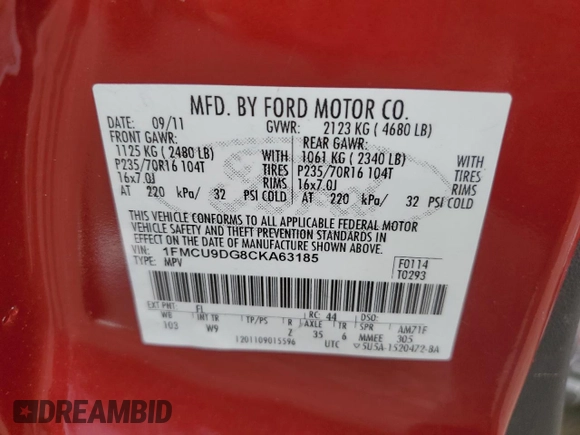 MFD. BY FORD MOTOR CO.
DATE: 09/11 GVWR: 2123 KG ( 4680 LB)
FRONT GAWR: REAR GAWR:
1125 KG ( 2480 LB) WITH 1061 KG ( 2340 LB) WITH
P235/70R16 104T TIRES P235/70R16 104T TIRES
16x7.0J RIMS 16x7.0J RIMS
AT 220 kPa/ 32 PSI COLD AT 220 kPa/ 32 PSI COLD
THIS VEHICLE CONFORMS TO ALL APPLICABLE FEDERAL MOTOR
VEHICLE SAFETY AND THEFT PREVENTION STANDARDS IN EFFECT
ON THE DATE OF MANUFACTURE SHOWN ABOVE.
VIN: 1FMCU9DG8CKA63185
TYPE: MPV
F0114
T0293
EXT PNT: FL RC: 44
WB INT TR TP/PS R AXLE TR SPR AM71F
103 W9 Z 35 6 MMEE 305
1201109015596 UTC 5U5A-1520472-BA
DREAMBID